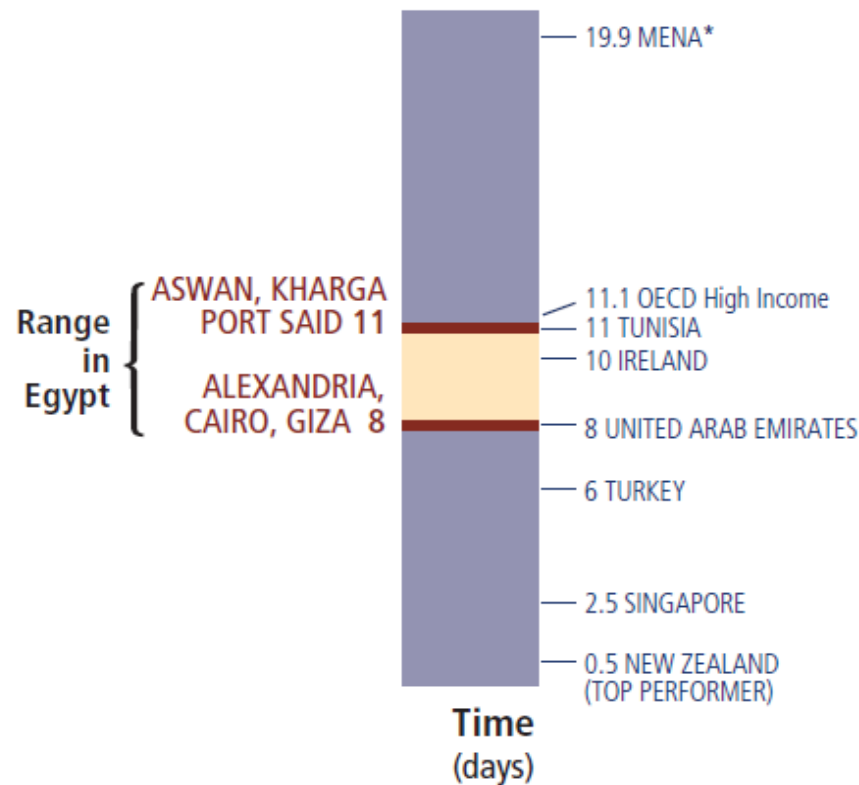 19.9 MENA*
ASWAN, KHARGA
PORT SAID 11
Range
in
Egypt
ALEXANDRIA,
CAIRO, GIZA 8
11.1 OECD High Income
11 TUNISIA
10 IRELAND
8 UNITED ARAB EMIRATES
6 TURKEY
2.5 SINGAPORE
0.5 NEW ZEALAND
(TOP PERFORMER)
Time
(days)